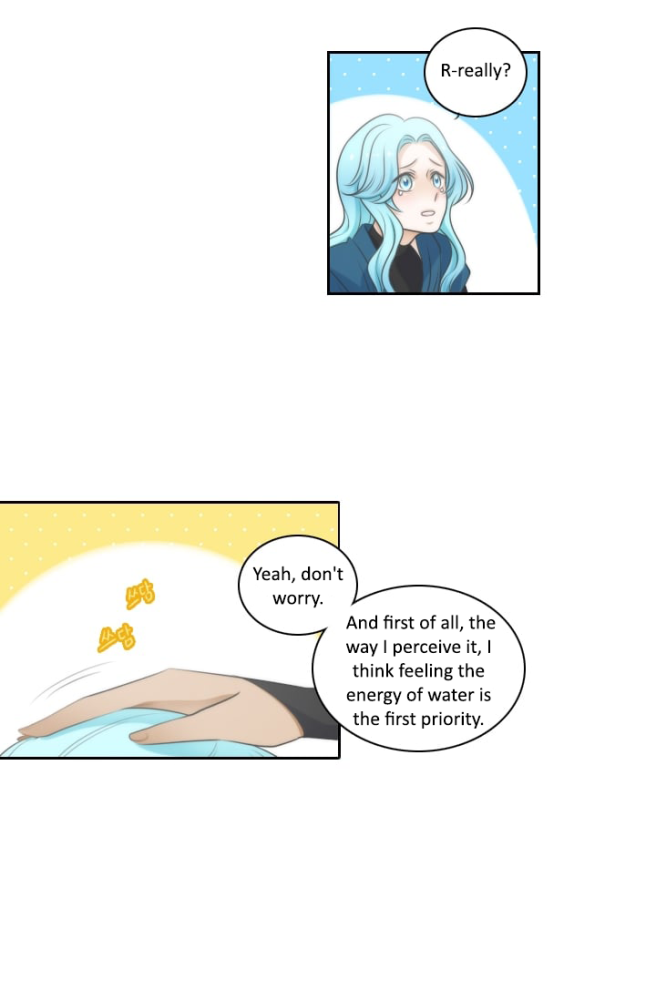 R-really?
Yeah, don't
worry.
쓰담
쓰담
And first of all, the
way I perceive it, I
think feeling the
energy of water is
the first priority.